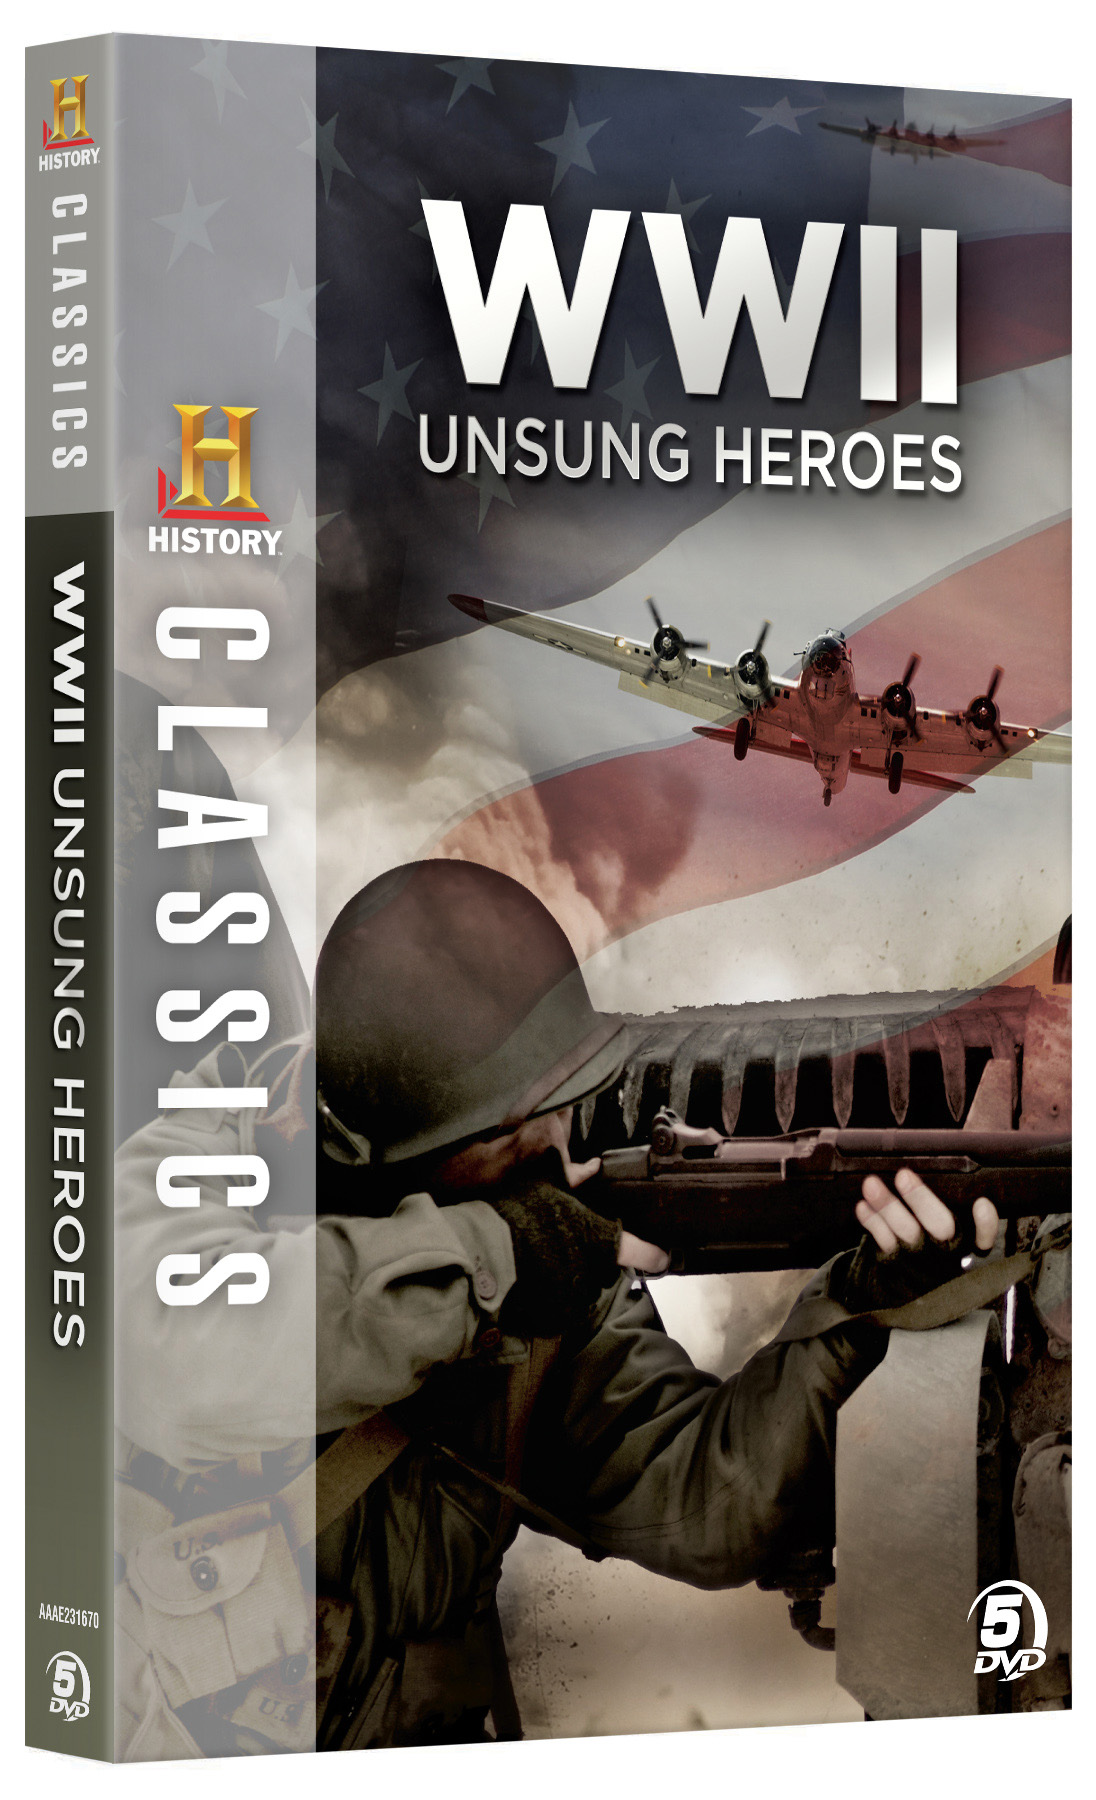 H
HISTORY
CLASSICS
WWII UNSUNG HEROES
AAAE231670
5
DVD
H
HISTORY
CLASSICS
WWII
UNSUNG HEROES
U.S.
U.S.
5
DVD